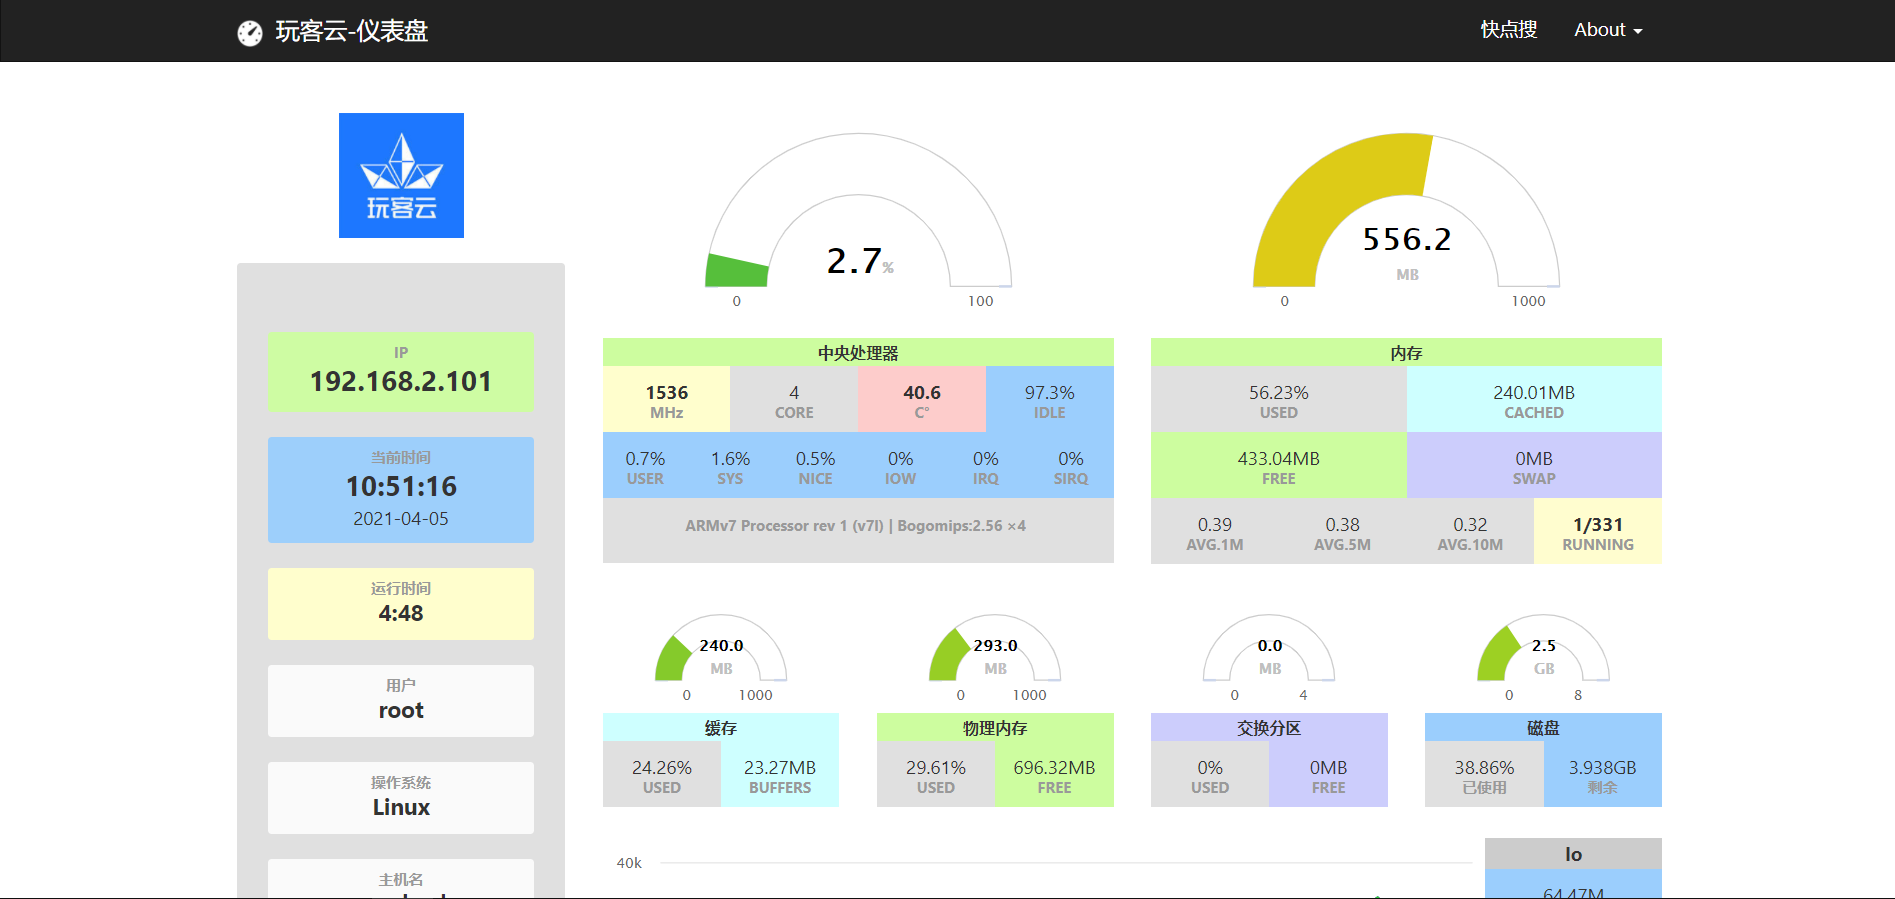 玩客云-仪表盘
快点搜
About
玩客云
IP
192.168.2.101
当前时间
10:51:16
2021-04-05
运行时间
4:48
用户
root
操作系统
Linux
主机名
2.7%
0 100
中央处理器
1536 4 40.6 97.3%
MHz CORE C° IDLE
0.7% 1.6% 0.5% 0% 0% 0%
USER SYS NICE IOW IRQ SIRQ
ARMv7 Processor rev 1 (v7l) | Bogomips:2.56 ×4
556.2
MB
0 1000
内存
56.23% 240.01MB
USED CACHED
433.04MB 0MB
FREE SWAP
0.39 0.38 0.32 1/331
AVG.1M AVG.5M AVG.10M RUNNING
240.0
MB
0 1000
缓存
24.26% 23.27MB
USED BUFFERS
293.0
MB
0 1000
物理内存
29.61% 696.32MB
USED FREE
0.0
MB
0 4
交换分区
0% 0MB
USED FREE
2.5
GB
0 8
磁盘
38.86% 3.938GB
已使用 剩余
40k
lo
64.47M